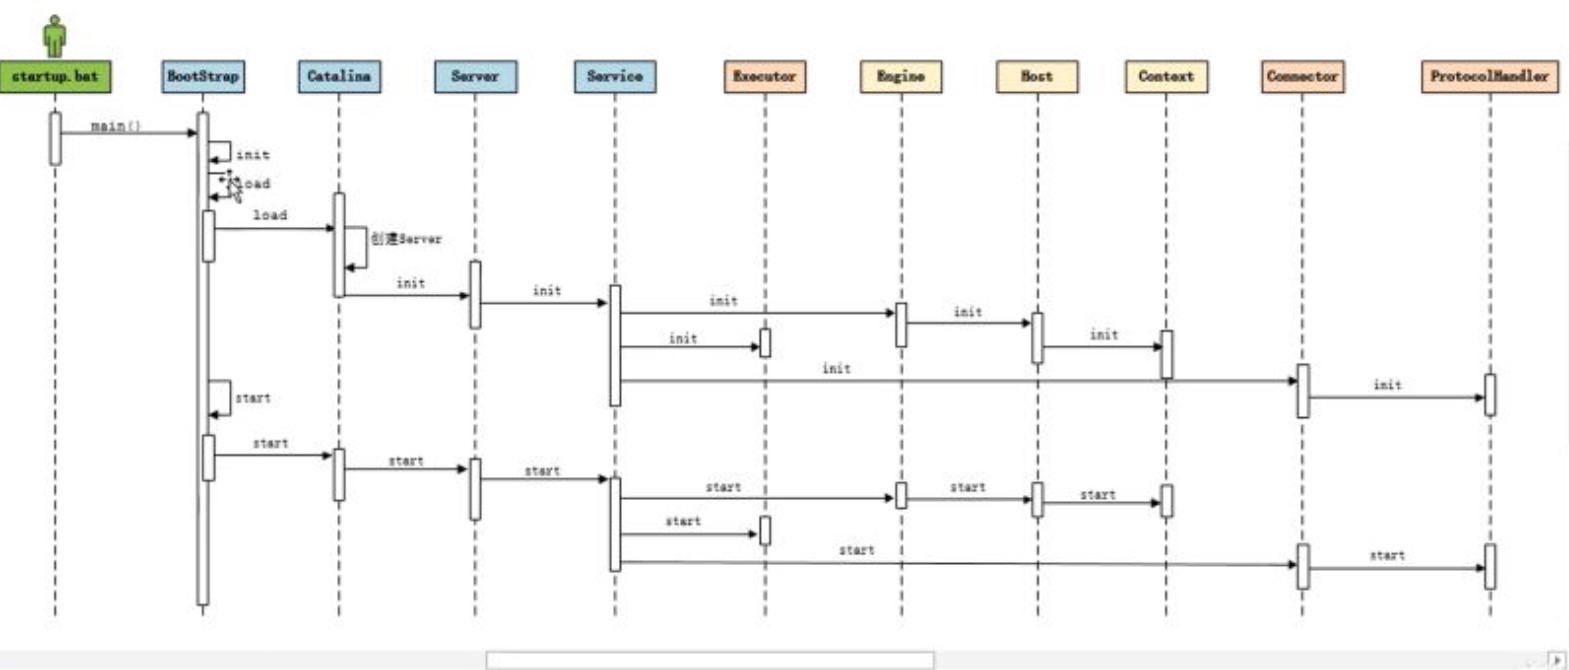 startup.bat
BootStrap
Catalina
Server
Service
Executor
Engine
Host
Context
Connector
ProtocolHandler
main()
init
load
load
创建Server
init
init
init
init
init
init
init
init
start
start
start
start
start
start
start
start
start
start